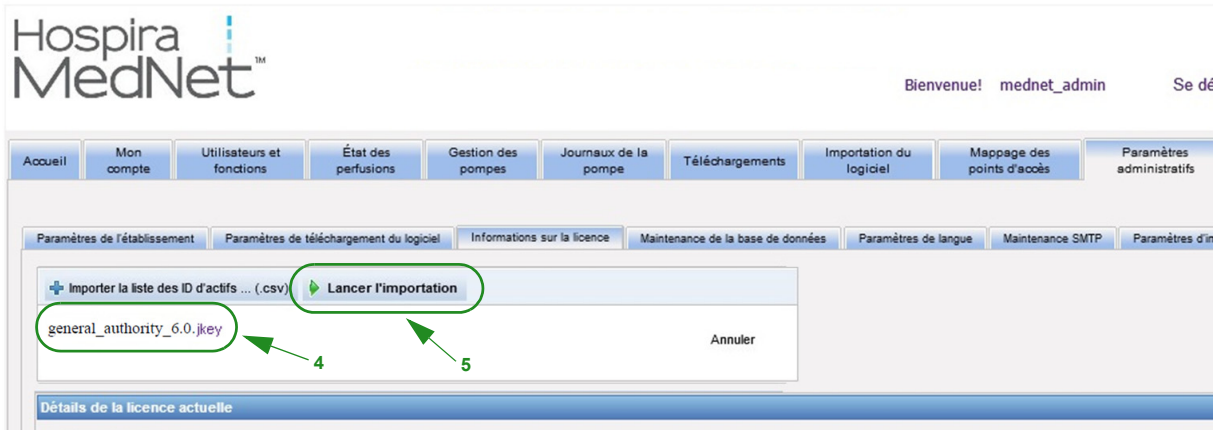 Hospira
MedNet™
Bienvenue! mednet_admin Se dé
Accueil Mon compte Utilisateurs et fonctions État des perfusions Gestion des pompes Journaux de la pompe Téléchargements Importation du logiciel Mappage des points d'accès Paramètres administratifs
Paramètres de l'établissement Paramètres de téléchargement du logiciel Informations sur la licence Maintenance de la base de données Paramètres de langue Maintenance SMTP Paramètres d'in
Importer la liste des ID d'actifs ... (.csv) Lancer l'importation
general_authority_6.0.jkey
Annuler
4
5
Détails de la licence actuelle